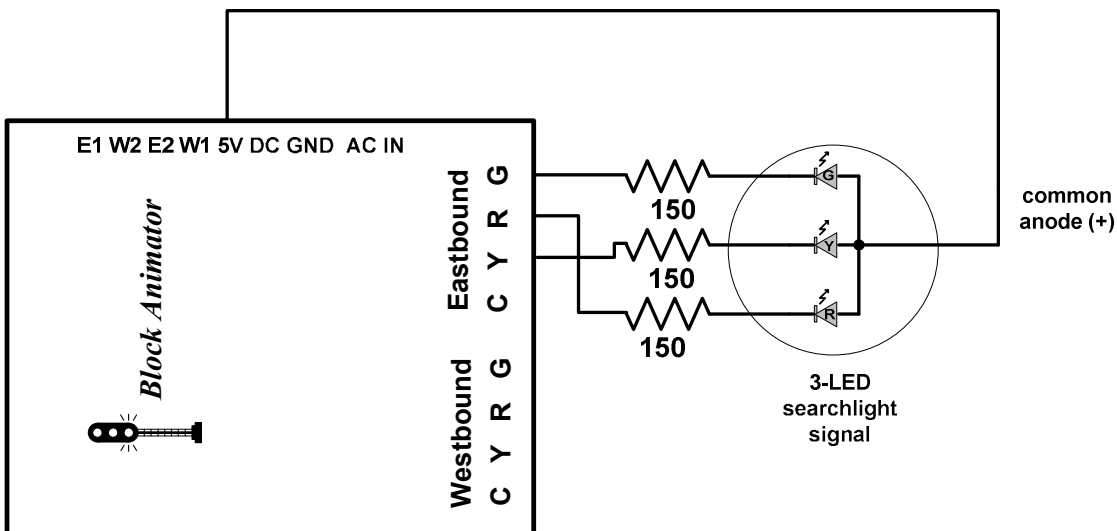 E1 W2 E2 W1 5V DC GND AC IN
Block Animator
Eastbound
C Y R G
Westbound
C Y R G
150
150
150
G
Y
R
common
anode (+)
3-LED
searchlight
signal